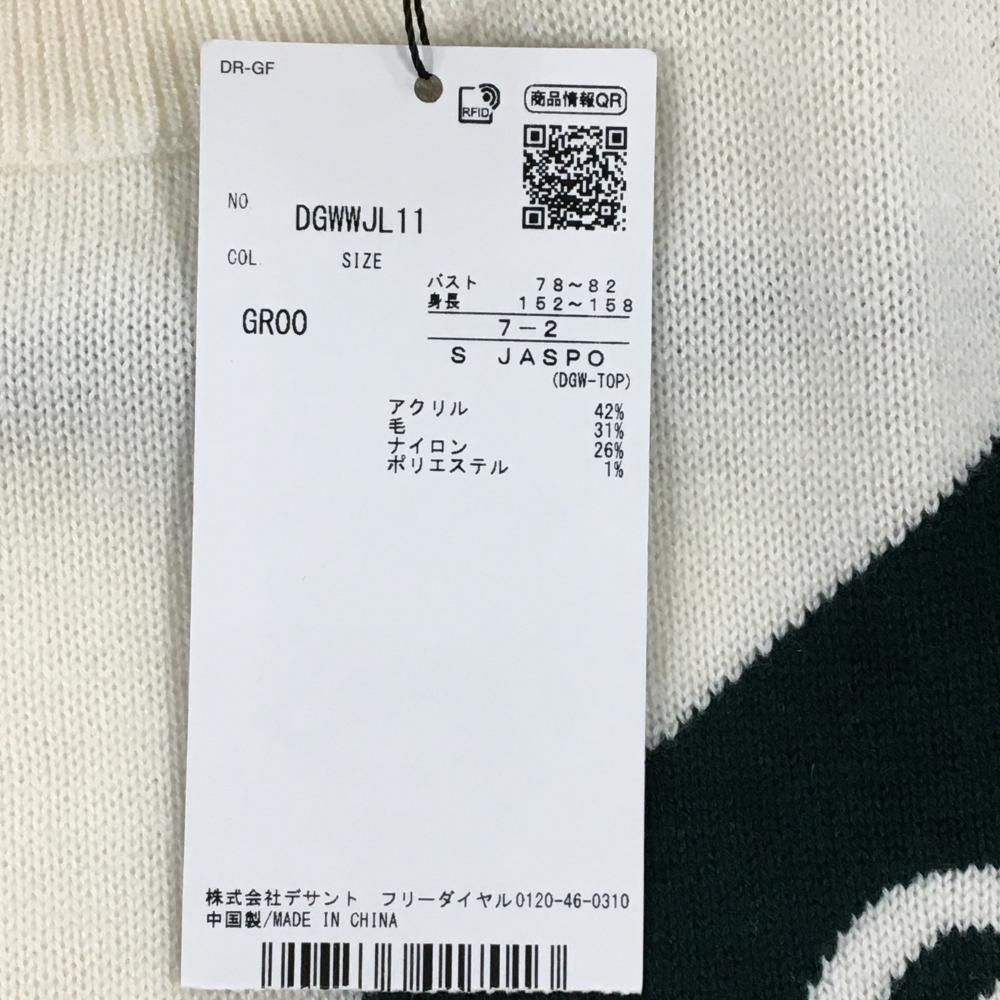 DR-GF
RFID
商品情報QR
NO DGWWJL11
COL. SIZE
バスト 78～82
身長 152～158
GR00
7－2
S JASPO
(DGW-TOP)
アクリル 42%
毛 31%
ナイロン 26%
ポリエステル 1%
株式会社デサント フリーダイヤル0120-46-0310
中国製/MADE IN CHINA